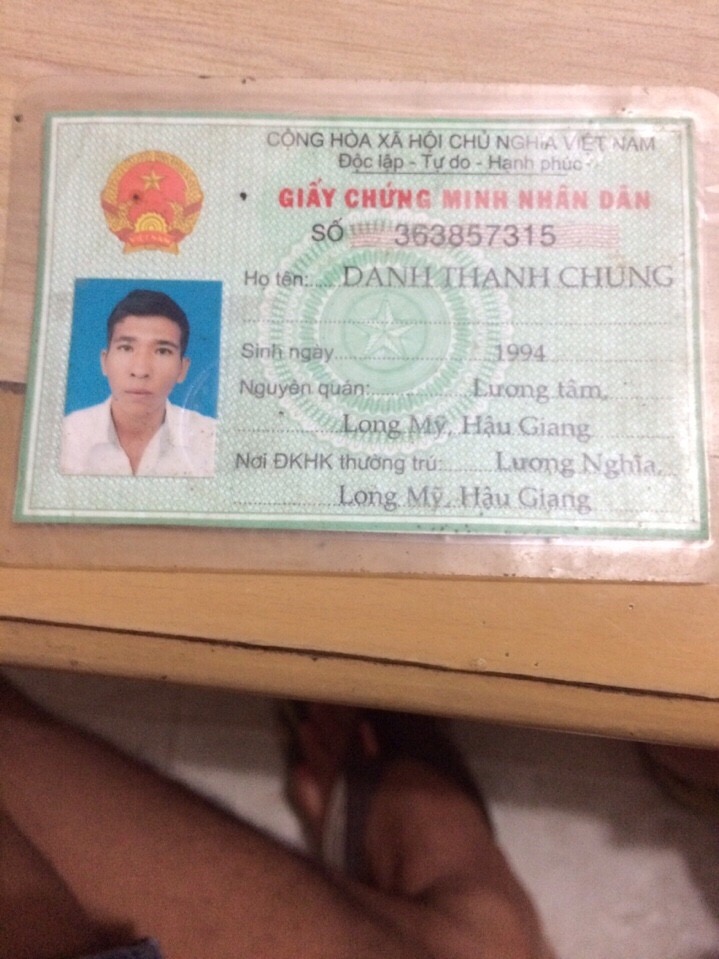 CỘNG HÒA XÃ HỘI CHỦ NGHĨA VIỆT NAM
Độc lập - Tự do - Hạnh phúc
GIẤY CHỨNG MINH NHÂN DÂN
SỐ 363857315
Họ tên:.....DANH THANH CHUNG
Sinh ngày................1994
Nguyên quán:............Lương tâm,
Long Mỹ, Hậu Giang
Nơi ĐKHK thường trú:.......Lương Nghĩa,
Long Mỹ, Hậu Giang
VIỆT NAM